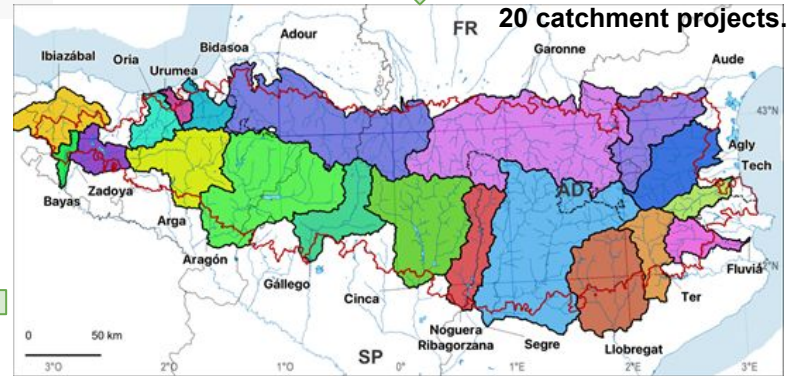 20 catchment projects.
FR
Ibiazábal
Oria
Urumea
Bidasoa
Adour
Garonne
Aude
43°N
Agly
Tech
AD
Bayas
Zadoya
Arga
Aragón
Gállego
Cinca
Noguera
Ribagorzana
Segre
Llobregat
Ter
Fluviá
42°N
0
50 km
SP
3°O
2°O
1°O
0°
1°E
2°E
3°E